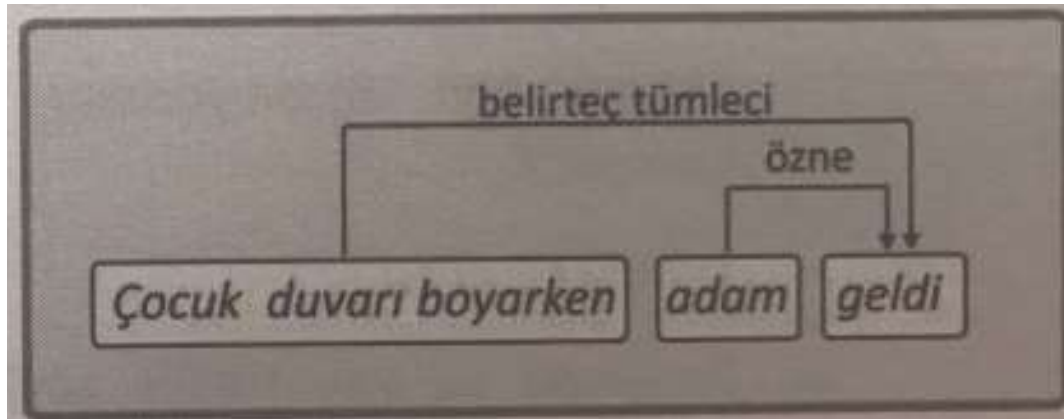 belirteç tümleci
özne
Çocuk duvarı boyarken adam geldi